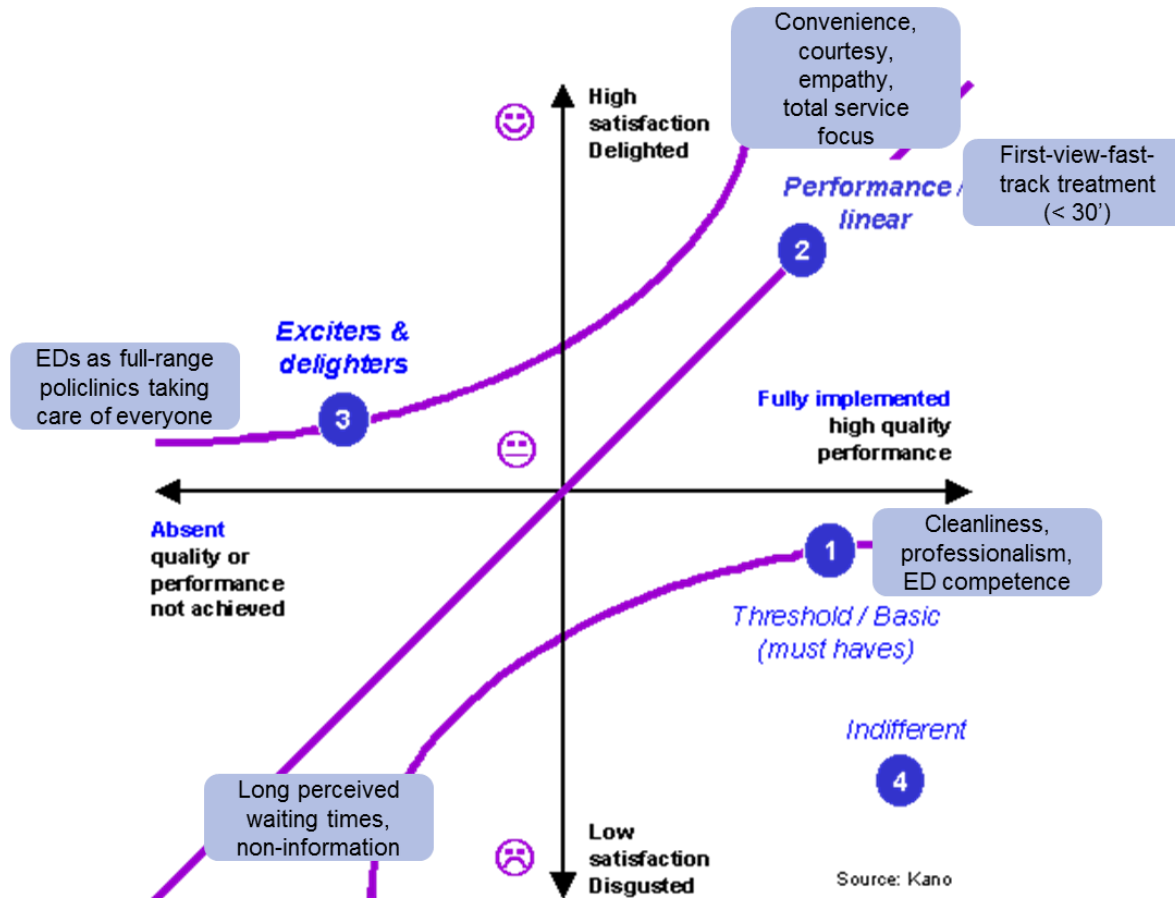 Convenience,
courtesy,
empathy,
total service
focus
High
satisfaction
Delighted
First-view-fast-
track treatment
(< 30')
Performance /
linear
2
Exciters &
delighters
EDs as full-range
policlinics taking
care of everyone
3
Fully implemented
high quality
performance
Absent
quality or
performance
not achieved
Cleanliness,
professionalism,
ED competence
1
Threshold / Basic
(must haves)
Indifferent
4
Long perceived
waiting times,
non-information
Low
satisfaction
Disgusted
Source: Kano